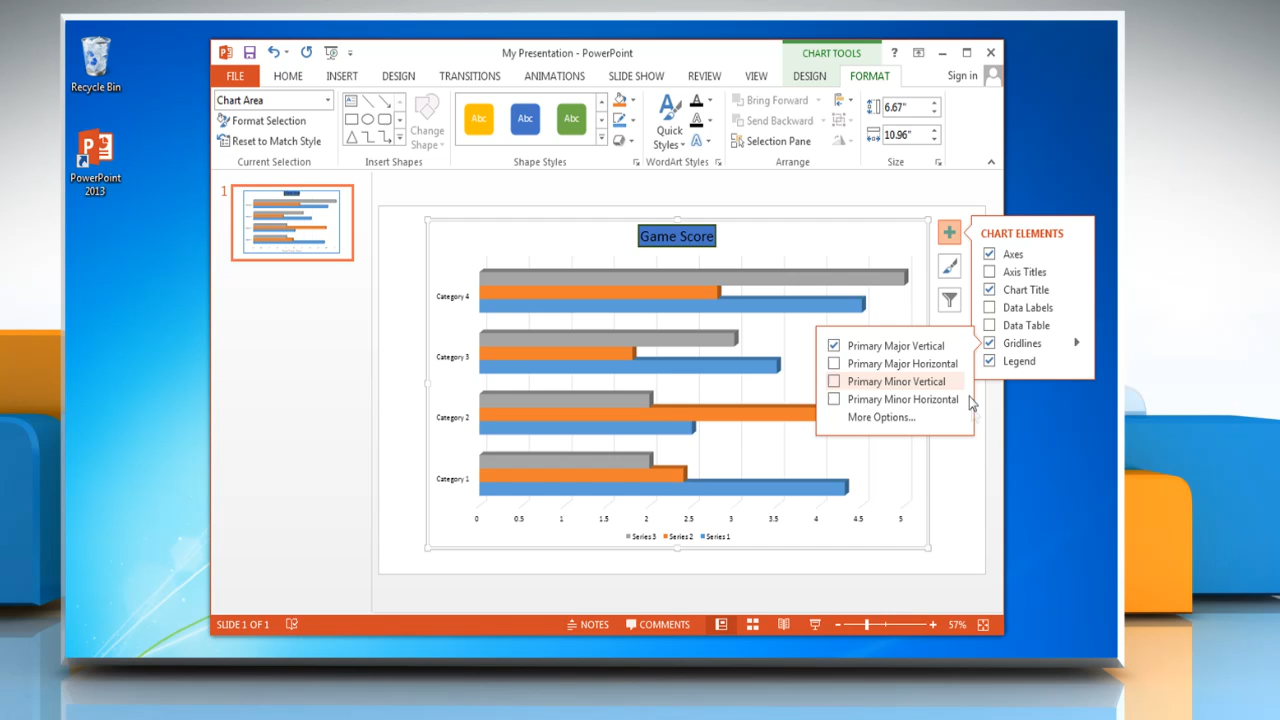 Recycle Bin
PowerPoint
2013
My Presentation - PowerPoint
CHART TOOLS
?
FILE
HOME
INSERT
DESIGN
TRANSITIONS
ANIMATIONS
SLIDE SHOW
REVIEW
VIEW
DESIGN
FORMAT
Sign in
Chart Area
Format Selection
Reset to Match Style
Current Selection
Change
Shape
Insert Shapes
Abc
Abc
Abc
Shape Styles
Quick
Styles
WordArt Styles
Bring Forward
Send Backward
Selection Pane
Arrange
6.67"
10.96"
Size
1
Game Score
Category 4
Category 3
Category 2
Category 1
0 0.5 1 1.5 2 2.5 3 3.5 4 4.5 5
Series 3 Series 2 Series 1
CHART ELEMENTS
Axes
Axis Titles
Chart Title
Data Labels
Data Table
Gridlines
Legend
Primary Major Vertical
Primary Major Horizontal
Primary Minor Vertical
Primary Minor Horizontal
More Options...
SLIDE 1 OF 1
NOTES
COMMENTS
57%